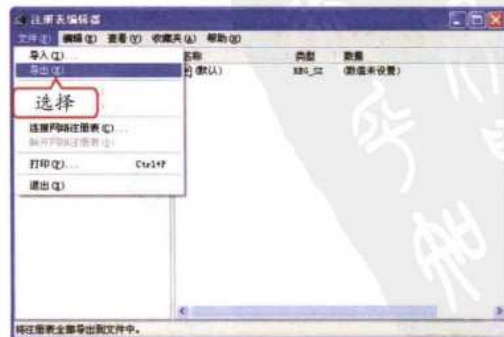 注册表编辑器
文件(F) 编辑(E) 查看(V) 收藏夹(A) 帮助(H)
导入(I)...
导出(E)...
选择
连接网络注册表(C)...
断开网络注册表(D)...
打印(P)... Ctrl+P
退出(X)
名称 类型 数据
(默认) REG_SZ (数值未设置)
将注册表全部导出到文件中。